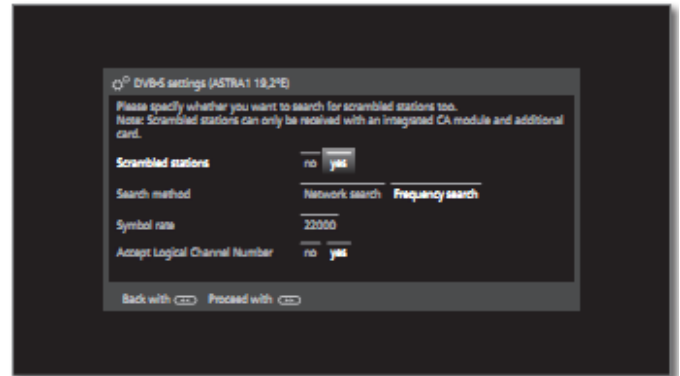 DVB-S settings (ASTRA1 19,2°E)
Please specify whether you want to search for scrambled stations too.
Note: Scrambled stations can only be received with an integrated CA module and additional
card.
Scrambled stations no yes
Search method Network search Frequency search
Symbol rate 22000
Accept Logical Channel Number no yes
Back with Proceed with